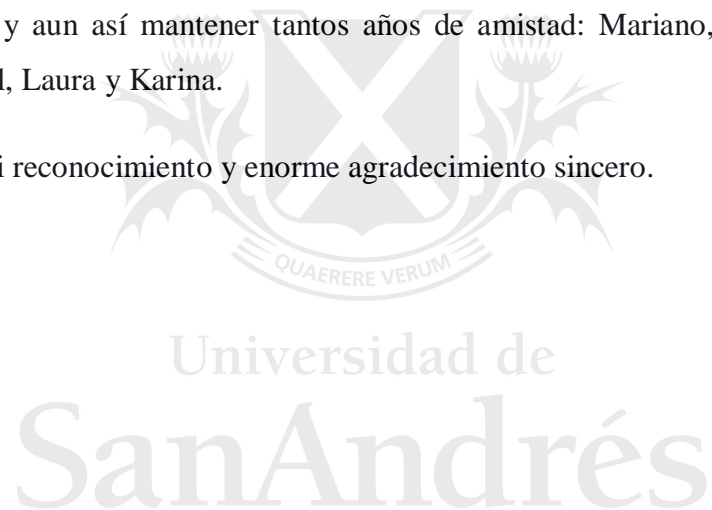 y aun así mantener tantos años de amistad: Mariano,
Laura y Karina.
reconocimiento y enorme agradecimiento sincero.
QUAERERE VERUM
Universidad de
SanAndrés